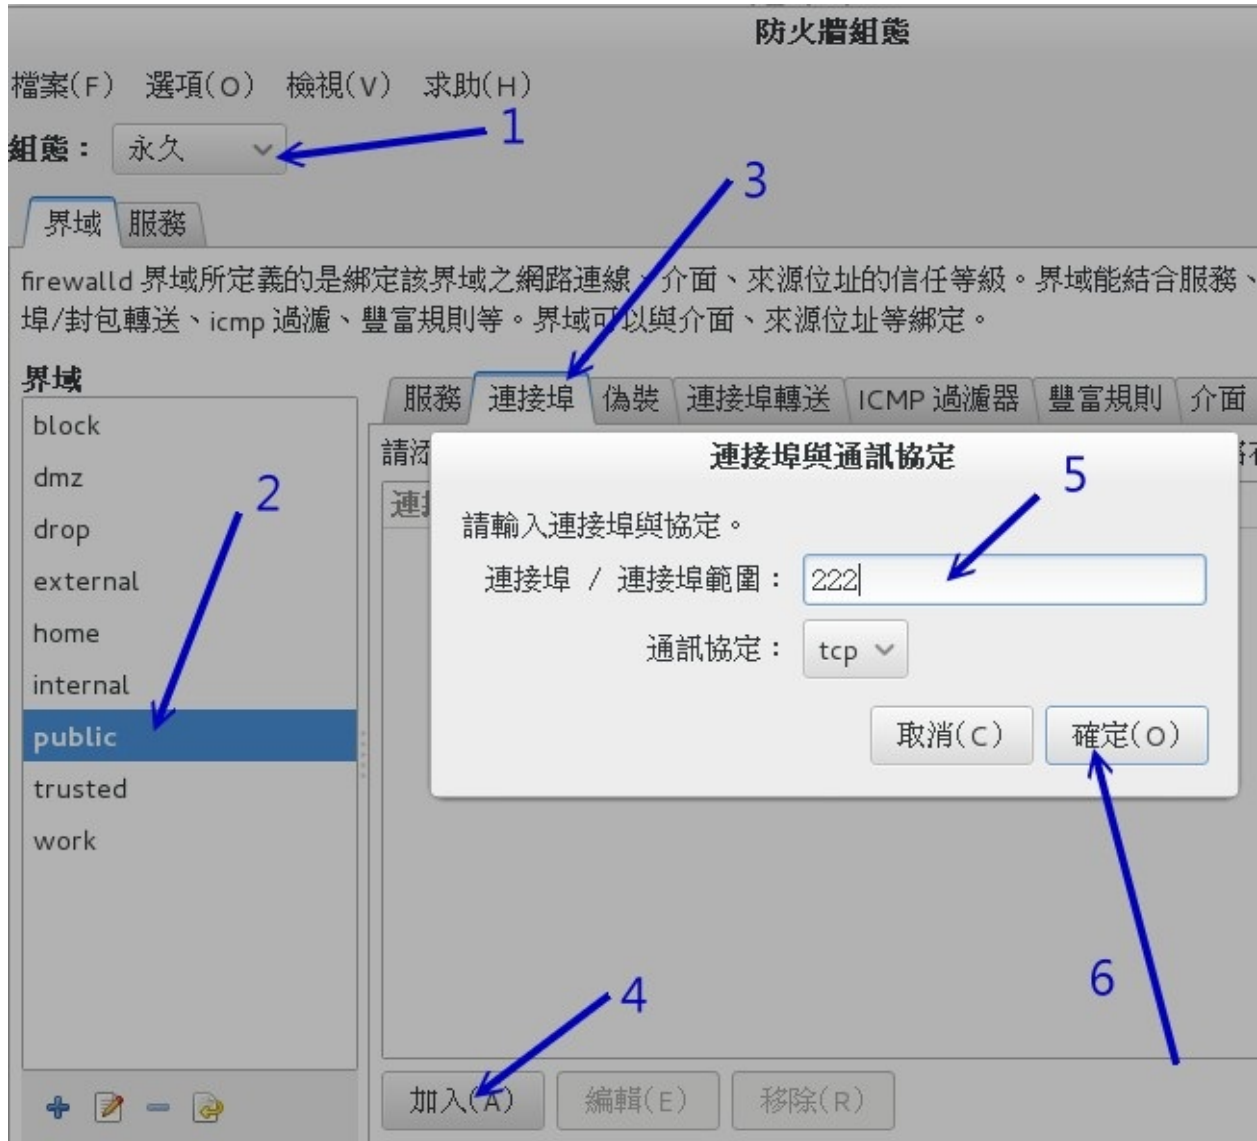 防火牆組態
檔案(F) 選項(O) 檢視(V) 求助(H)
1
組態： 永久
3
界域 服務
firewalld 界域所定義的是綁定該界域之網路連線、介面、來源位址的信任等級。界域能結合服務、
埠/封包轉送、icmp 過濾、豐富規則等。界域可以與介面、來源位址等綁定。
界域
服務 連接埠 偽裝 連接埠轉送 ICMP 過濾器 豐富規則 介面
block
dmz
drop
external
home
internal
public
trusted
work
2
請
連
連接埠與通訊協定
5
請輸入連接埠與協定。
連接埠 / 連接埠範圍： 222
通訊協定： tcp
取消(C) 確定(O)
6
4
加入(A) 編輯(E) 移除(R)